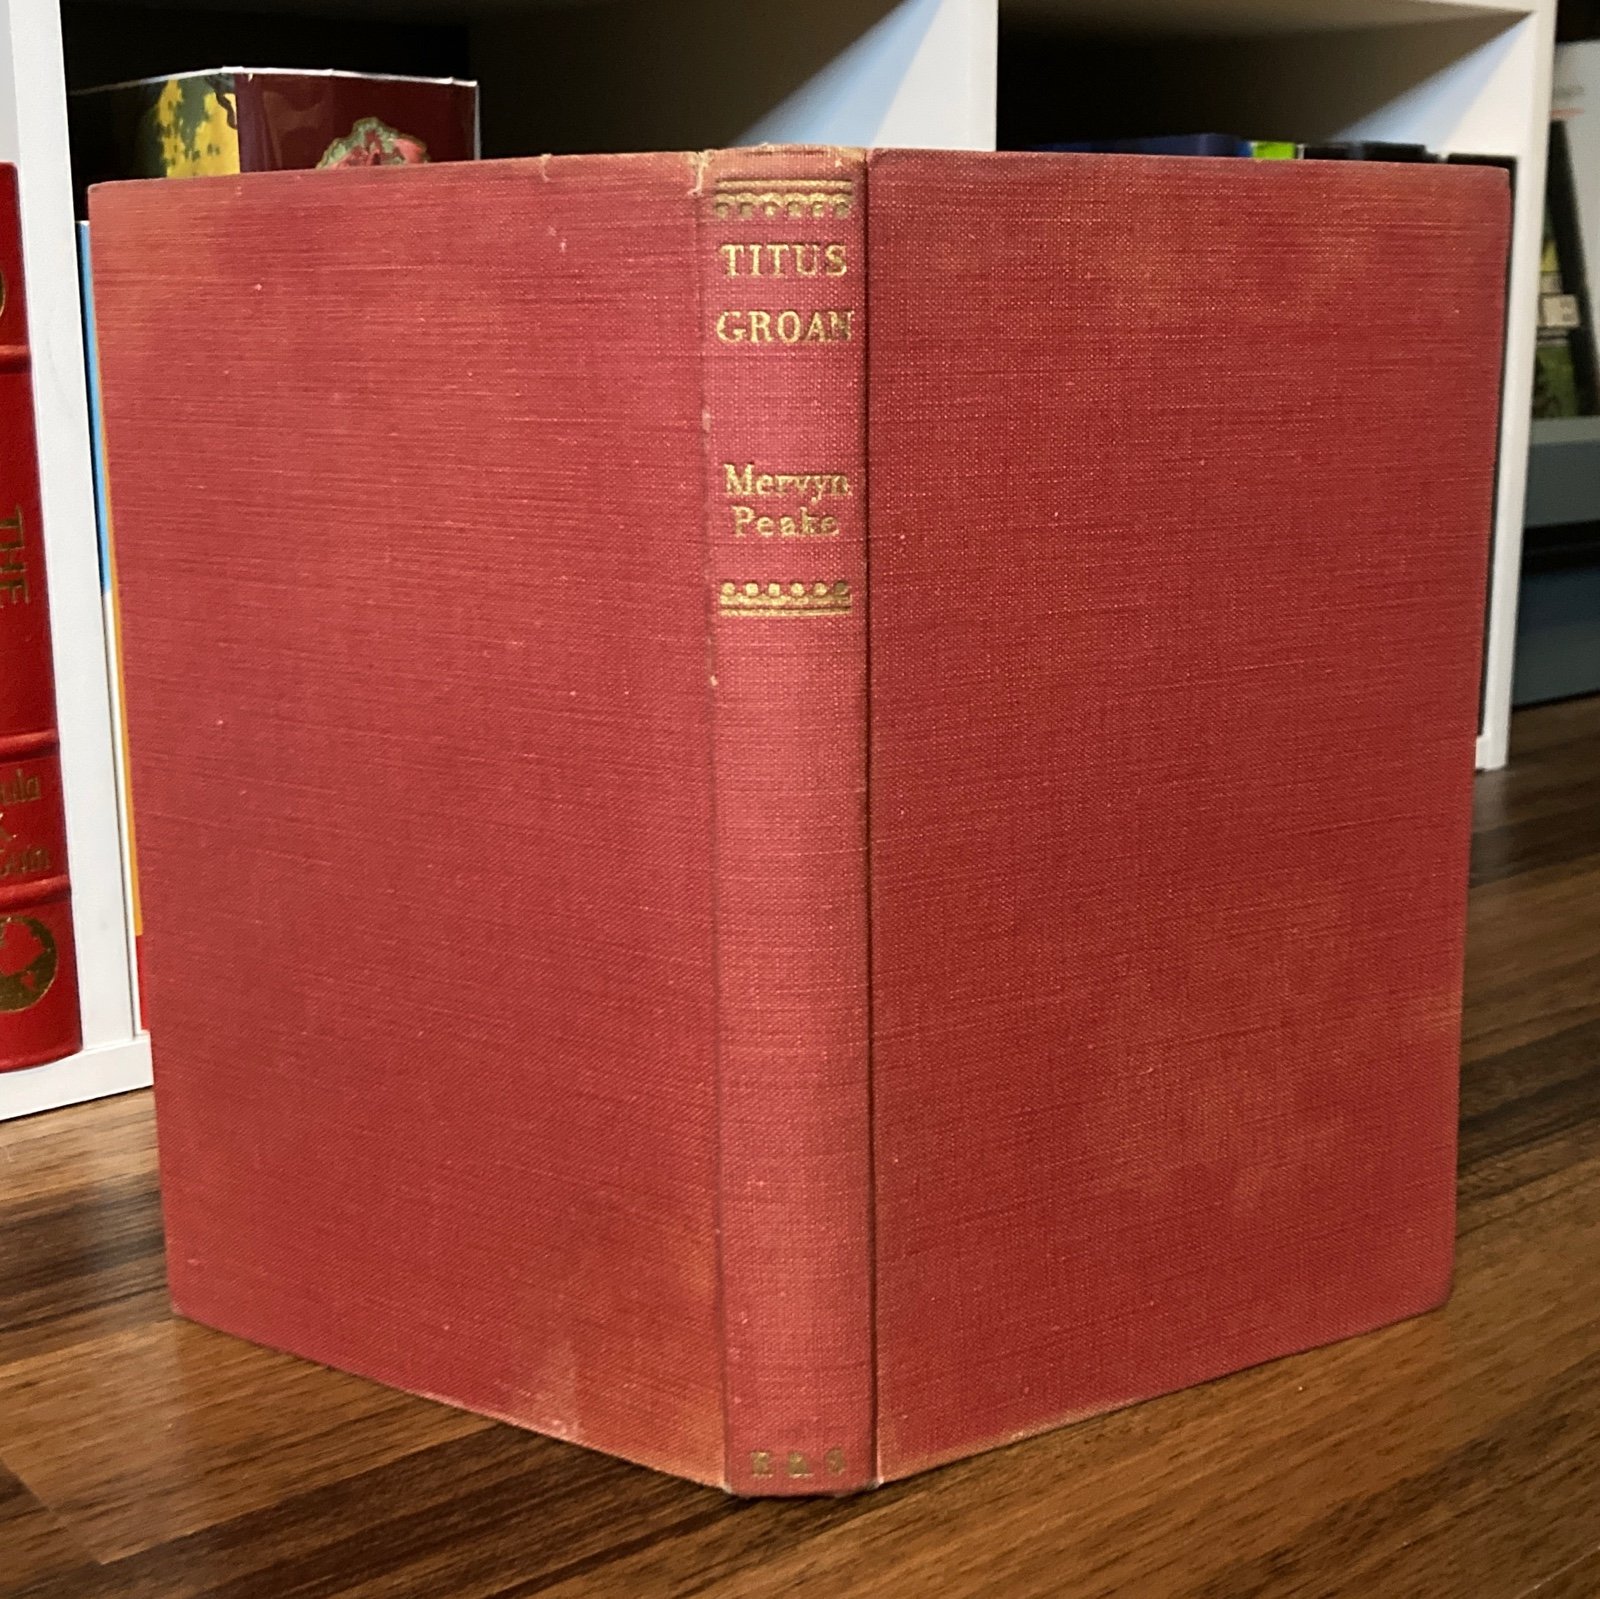 TITUS
GROAN
Mervyn
Peake
E & S
THE